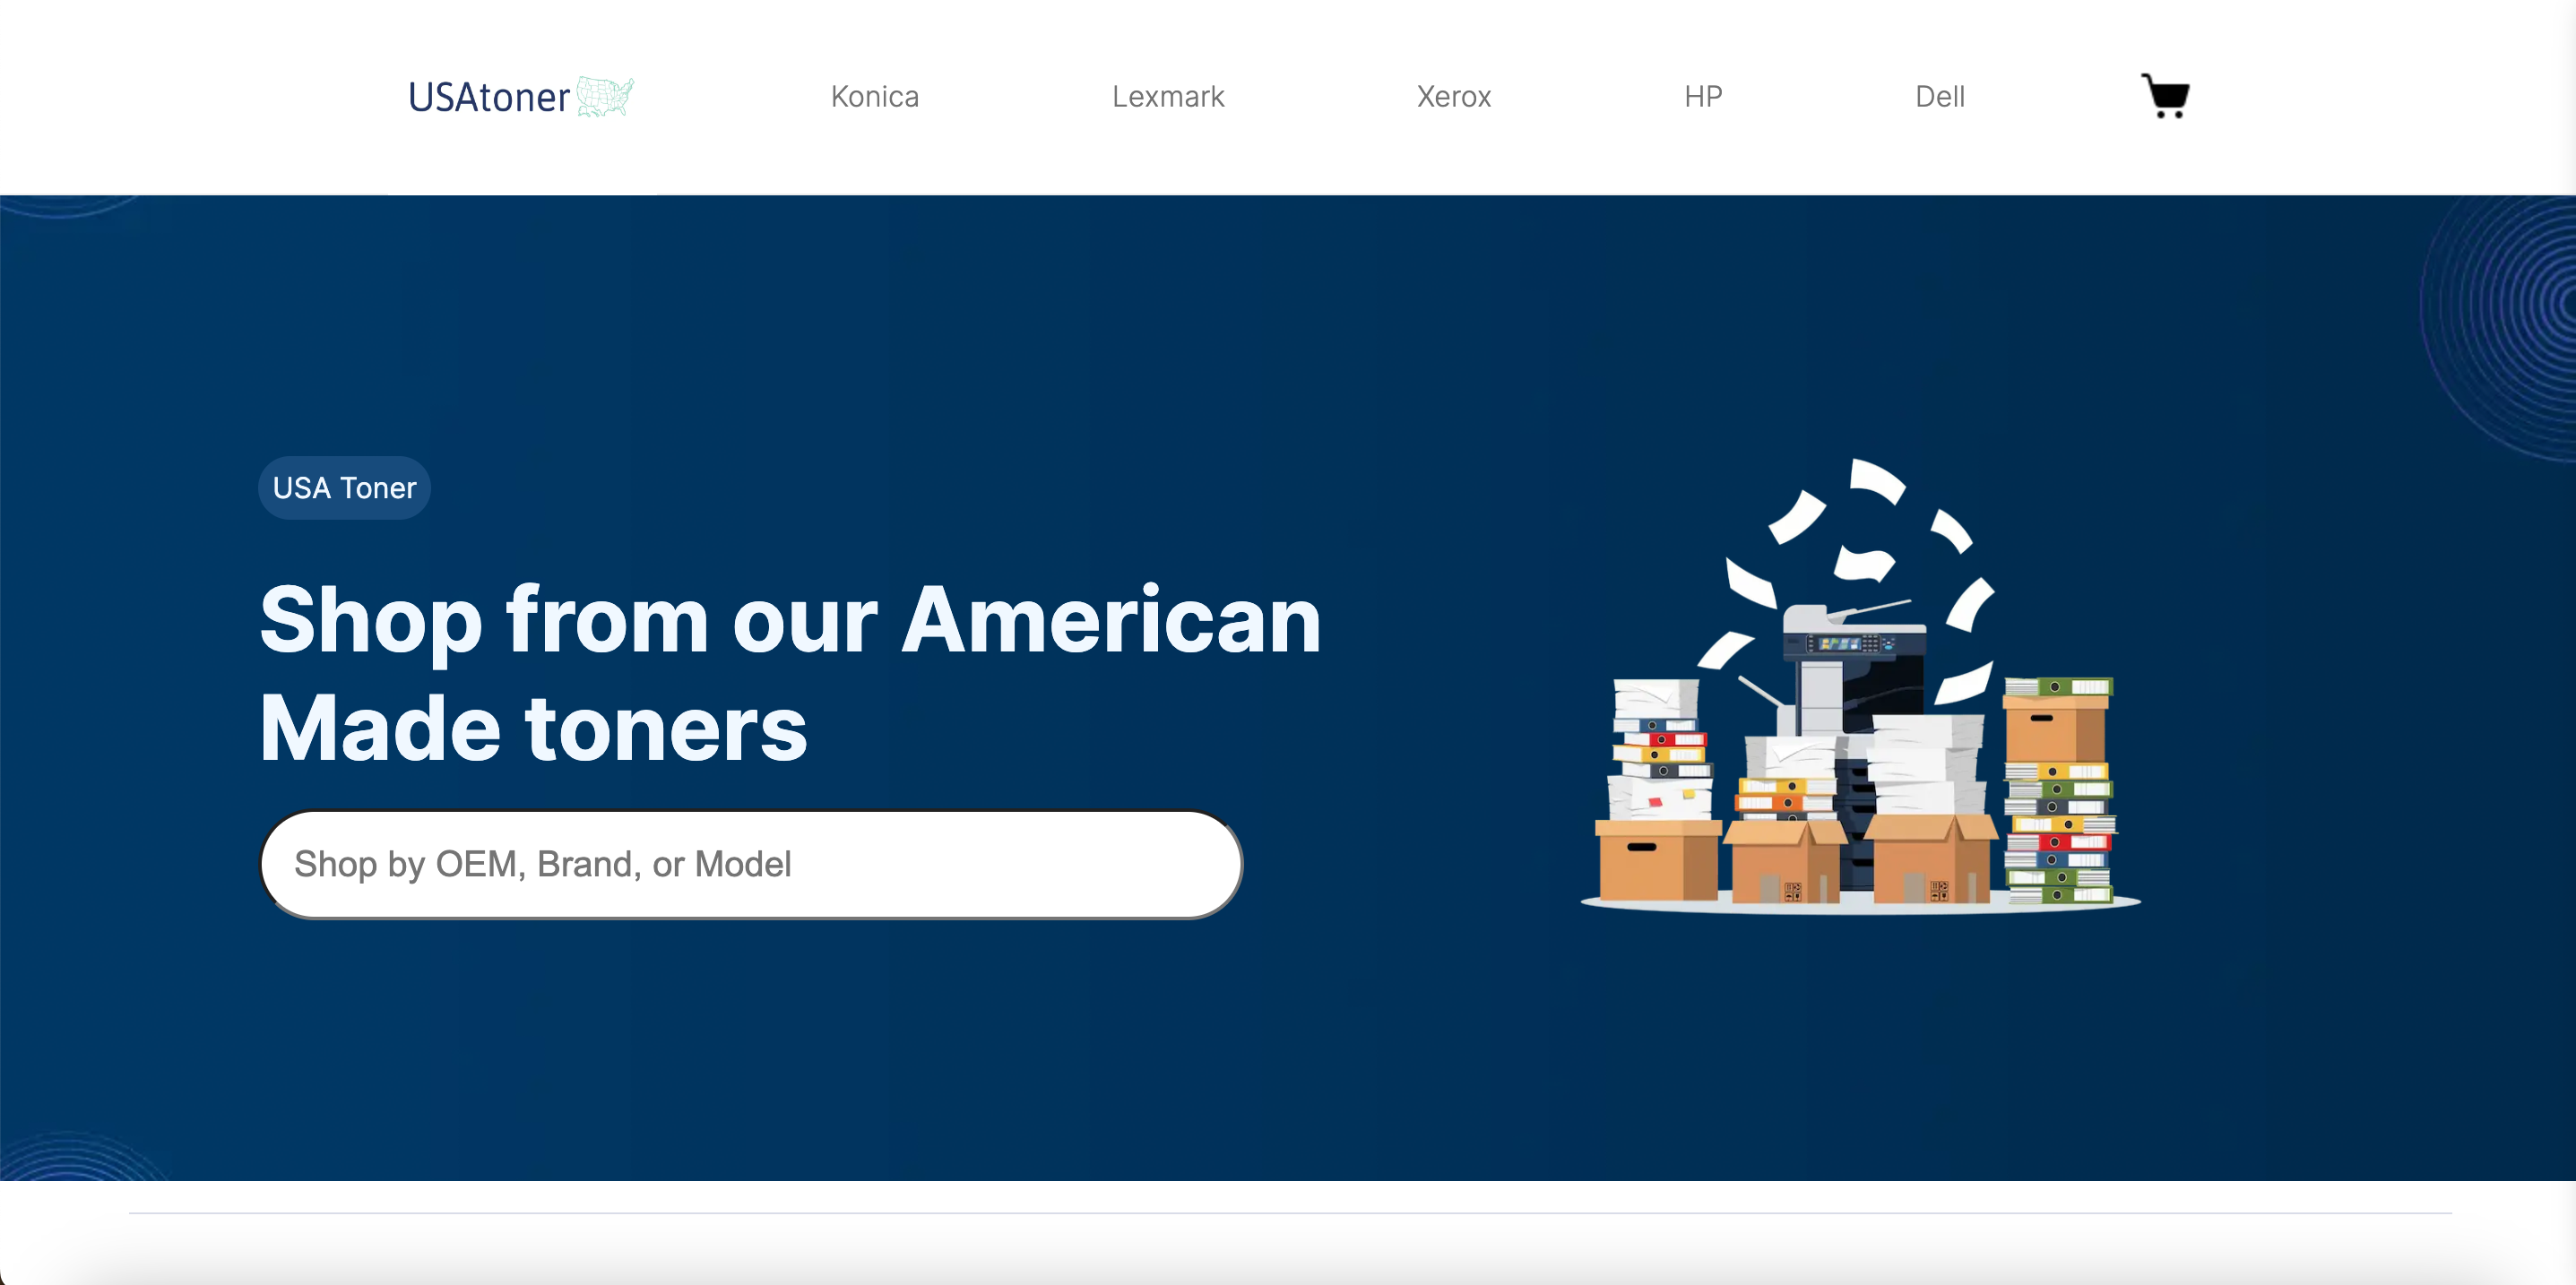 USAtoner
Konica
Lexmark
Xerox
HP
Dell
USA Toner
Shop from our American
Made toners
Shop by OEM, Brand, or Model